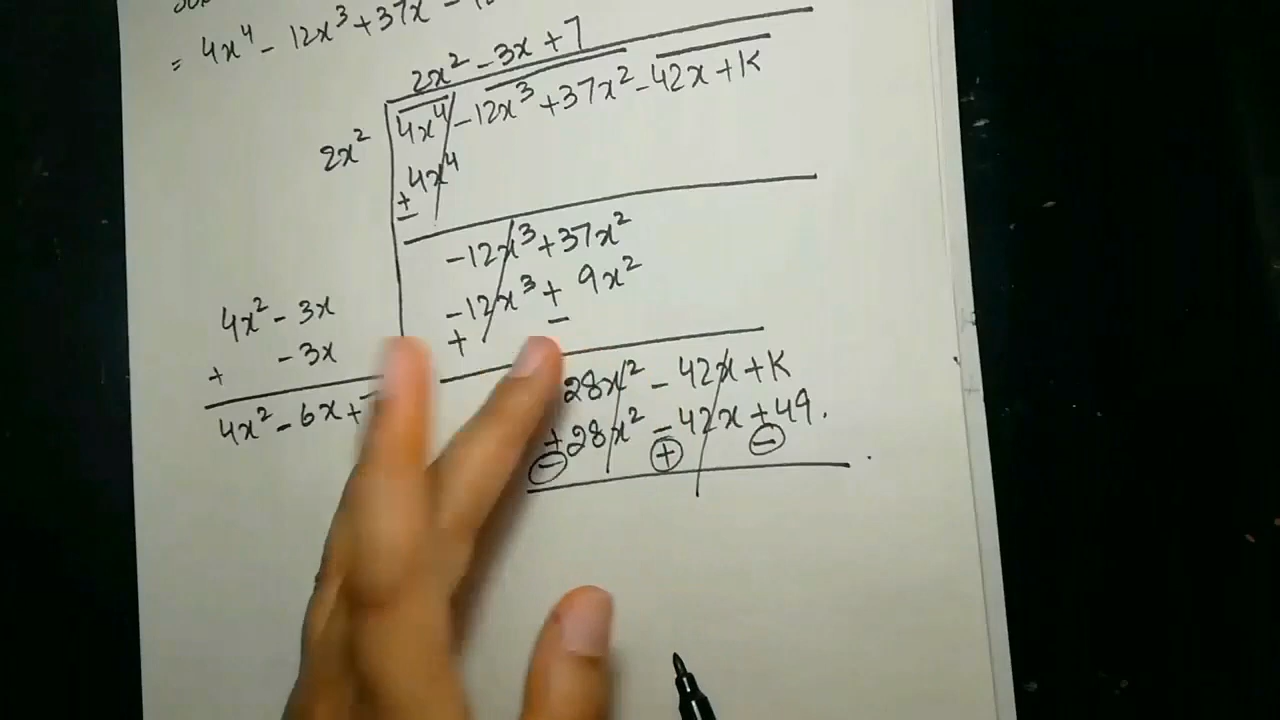 = 4x⁴ - 12x³ + 37x
2x² - 3x + 7
2x² 4x⁴ - 12x³ + 37x² - 42x + K
4x⁴
±
-12x³ + 37x²
-12x³ + 9x²
+ -
4x² - 3x
+ - 3x
4x² - 6x +
28x² - 42x + K
+28x² - 42x + 49.
- + -